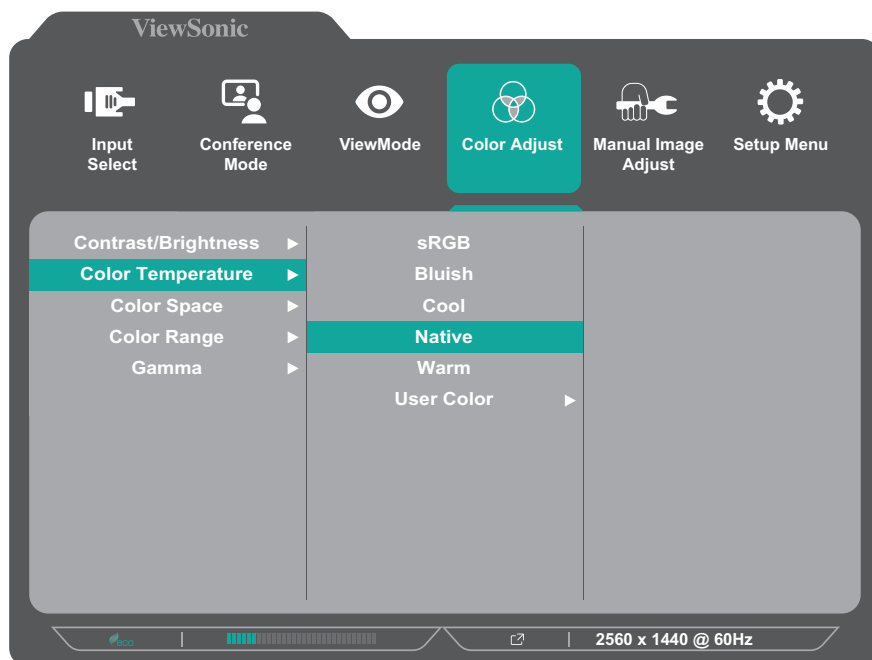 ViewSonic
Input
Select
Conference
Mode
ViewMode
Color Adjust
Manual Image
Adjust
Setup Menu
Contrast/Brightness
Color Temperature
Color Space
Color Range
Gamma
sRGB
Bluish
Cool
Native
Warm
User Color
eco
2560 x 1440 @ 60Hz